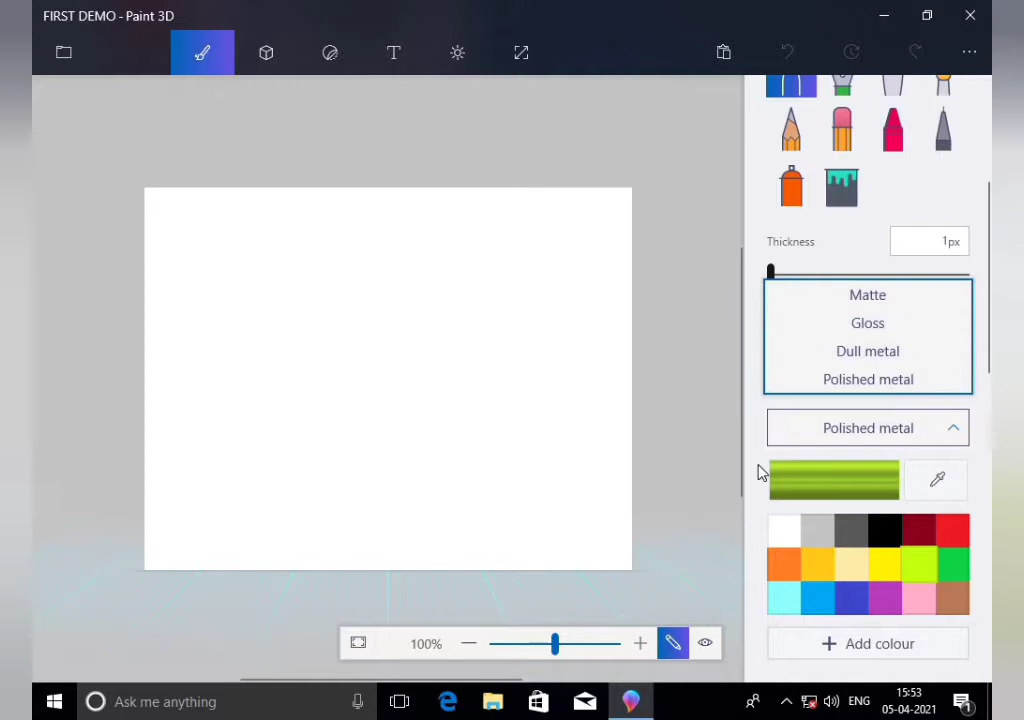 FIRST DEMO - Paint 3D
Thickness
1px
Matte
Gloss
Dull metal
Polished metal
Polished metal
Add colour
100%
Ask me anything
ENG
15:53
05-04-2021
1